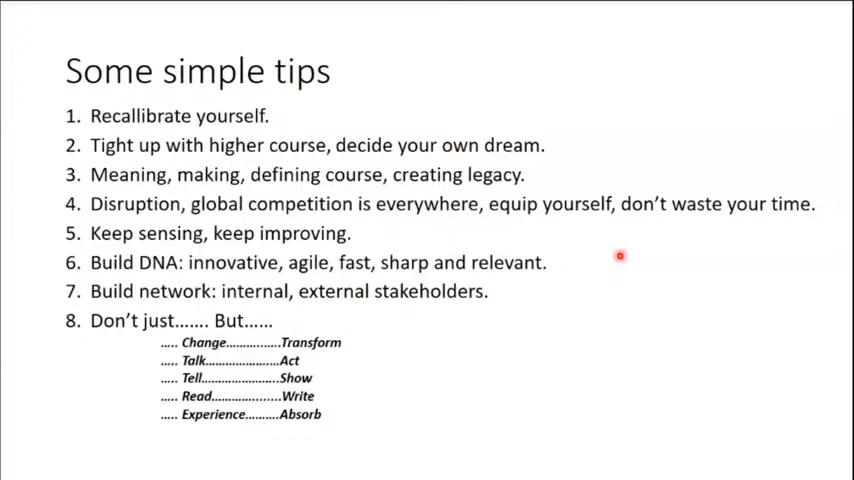 Some simple tips
1. Recallibrate yourself.
2. Tight up with higher course, decide your own dream.
3. Meaning, making, defining course, creating legacy.
4. Disruption, global competition is everywhere, equip yourself, don't waste your time.
5. Keep sensing, keep improving.
6. Build DNA: innovative, agile, fast, sharp and relevant.
7. Build network: internal, external stakeholders.
8. Don't just……. But……
….. Change…………..Transform
….. Talk………………….Act
….. Tell…………………..Show
….. Read………….......Write
….. Experience……….Absorb